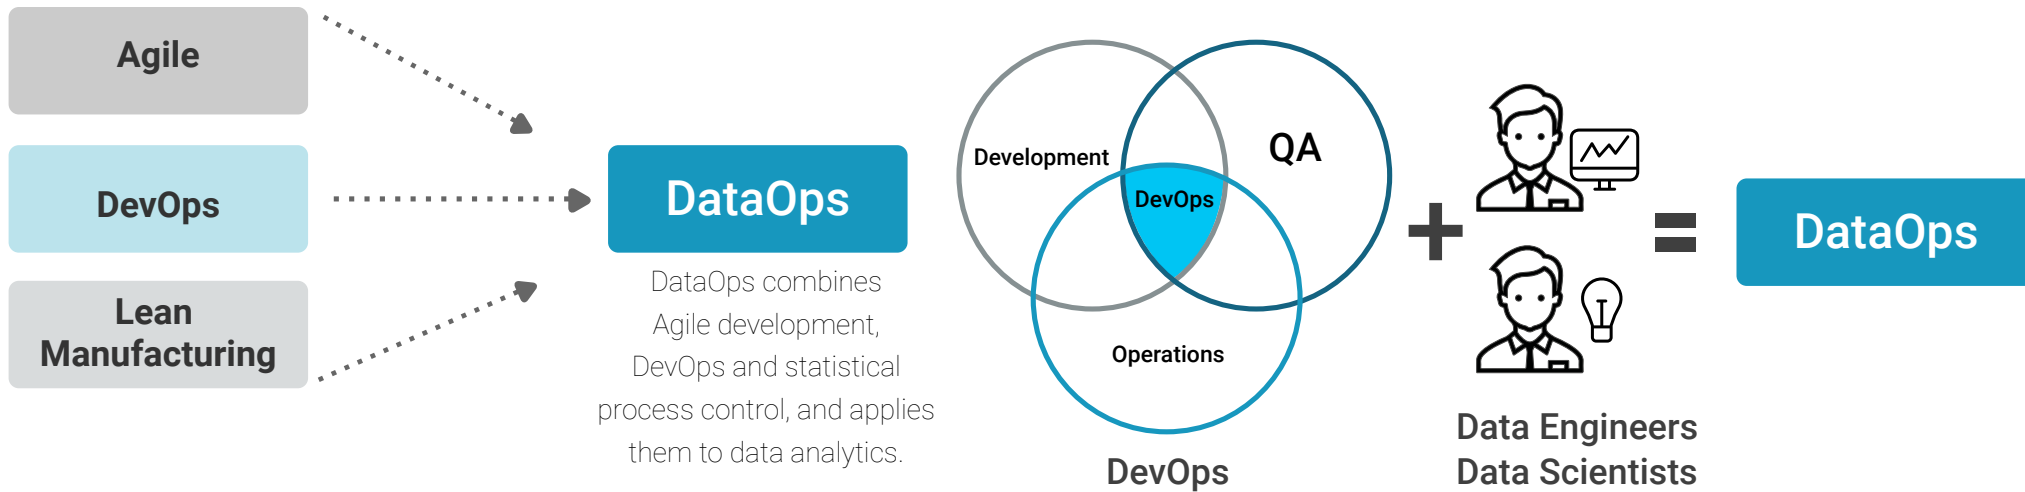 Agile
DevOps
Lean
Manufacturing
DataOps
DataOps combines
Agile development,
DevOps and statistical
process control, and applies
them to data analytics.
Development
QA
DevOps
Operations
DevOps
+
Data Engineers
Data Scientists
=
DataOps